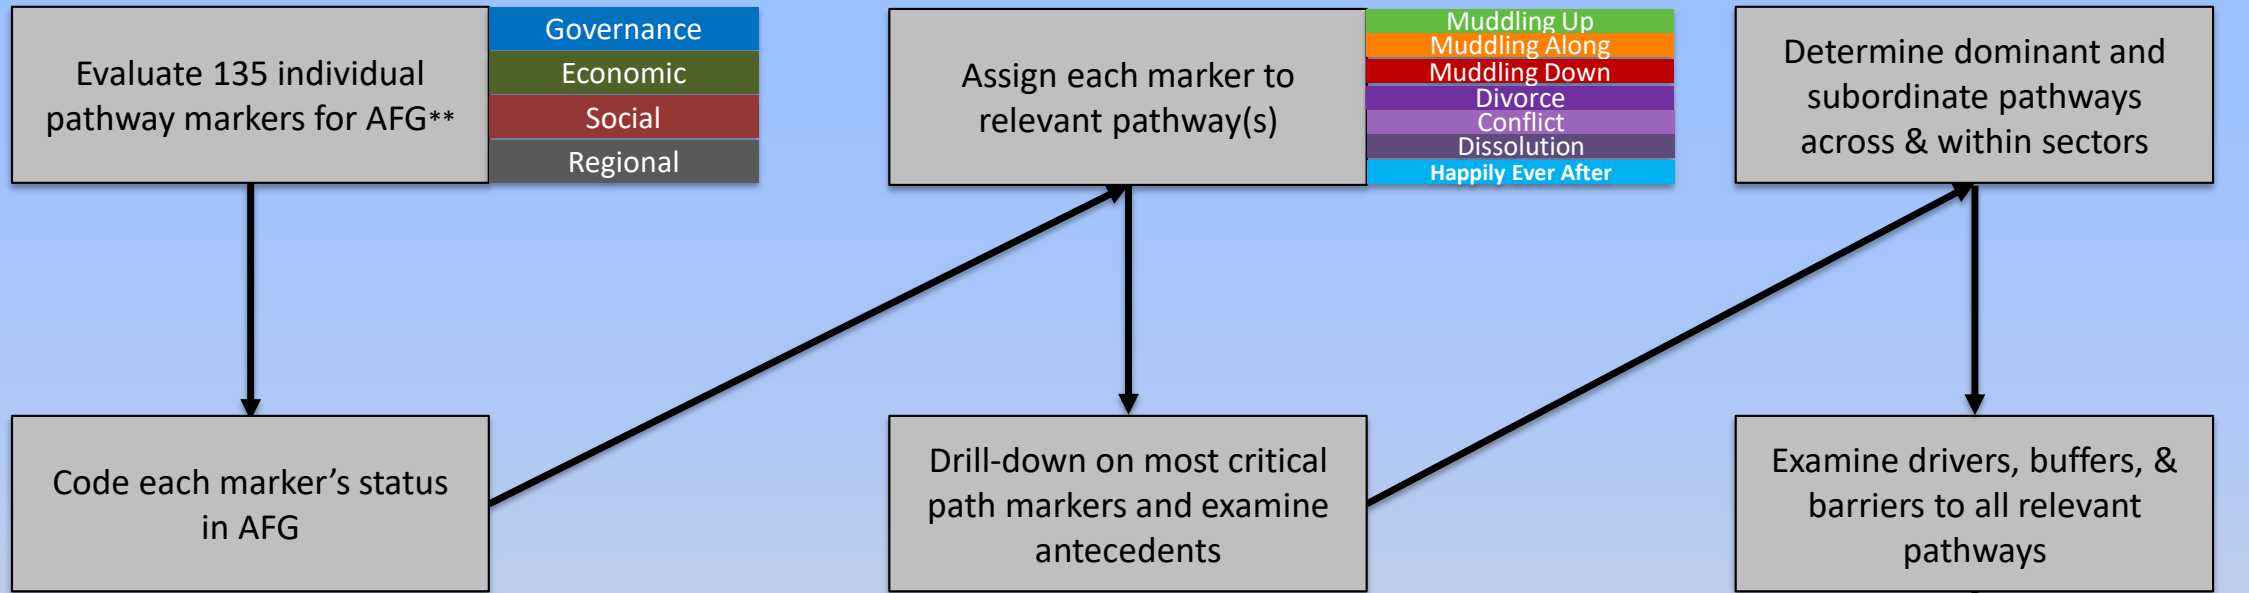 Evaluate 135 individual
pathway markers for AFG**
Governance
Economic
Social
Regional
Assign each marker to
relevant pathway(s)
Muddling Up
Muddling Along
Muddling Down
Divorce
Conflict
Dissolution
Happily Ever After
Determine dominant and
subordinate pathways
across & within sectors
Code each marker’s status
in AFG
Drill-down on most critical
path markers and examine
antecedents
Examine drivers, buffers, &
barriers to all relevant
pathways